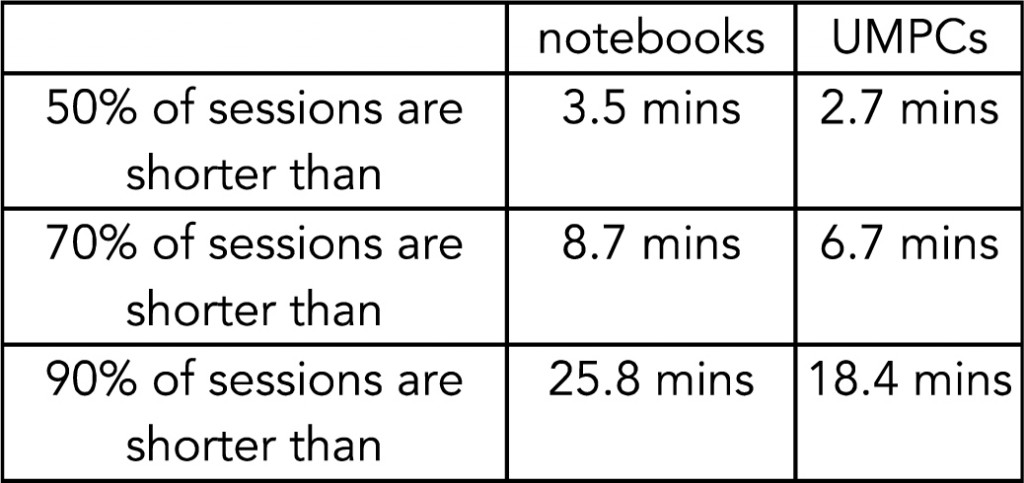 notebooks UMPCs
50% of sessions are 3.5 mins 2.7 mins
shorter than
70% of sessions are 8.7 mins 6.7 mins
shorter than
90% of sessions are 25.8 mins 18.4 mins
shorter than